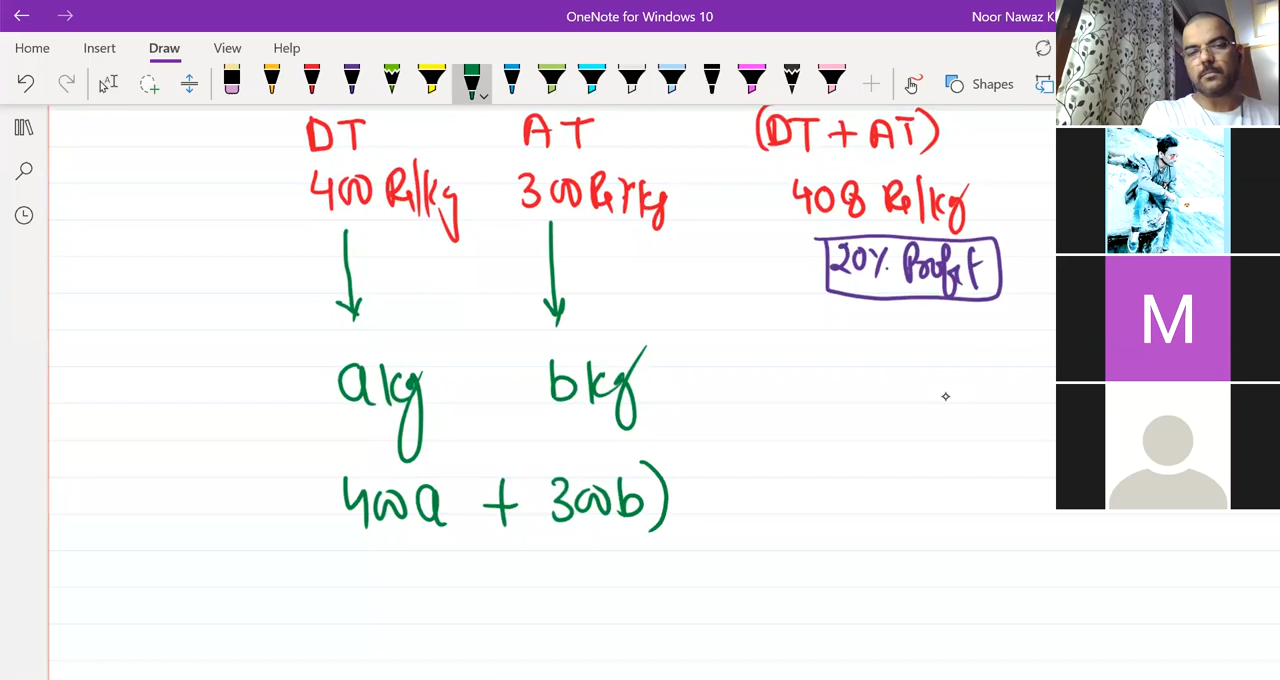 OneNote for Windows 10
Noor Nawaz K
Home Insert Draw View Help
Shapes
DT AT (DT + AT)
400 Rs/kg 300 Rs/kg 408 Rs/kg
20% Profit
a kg b kg
400a + 300b)
M